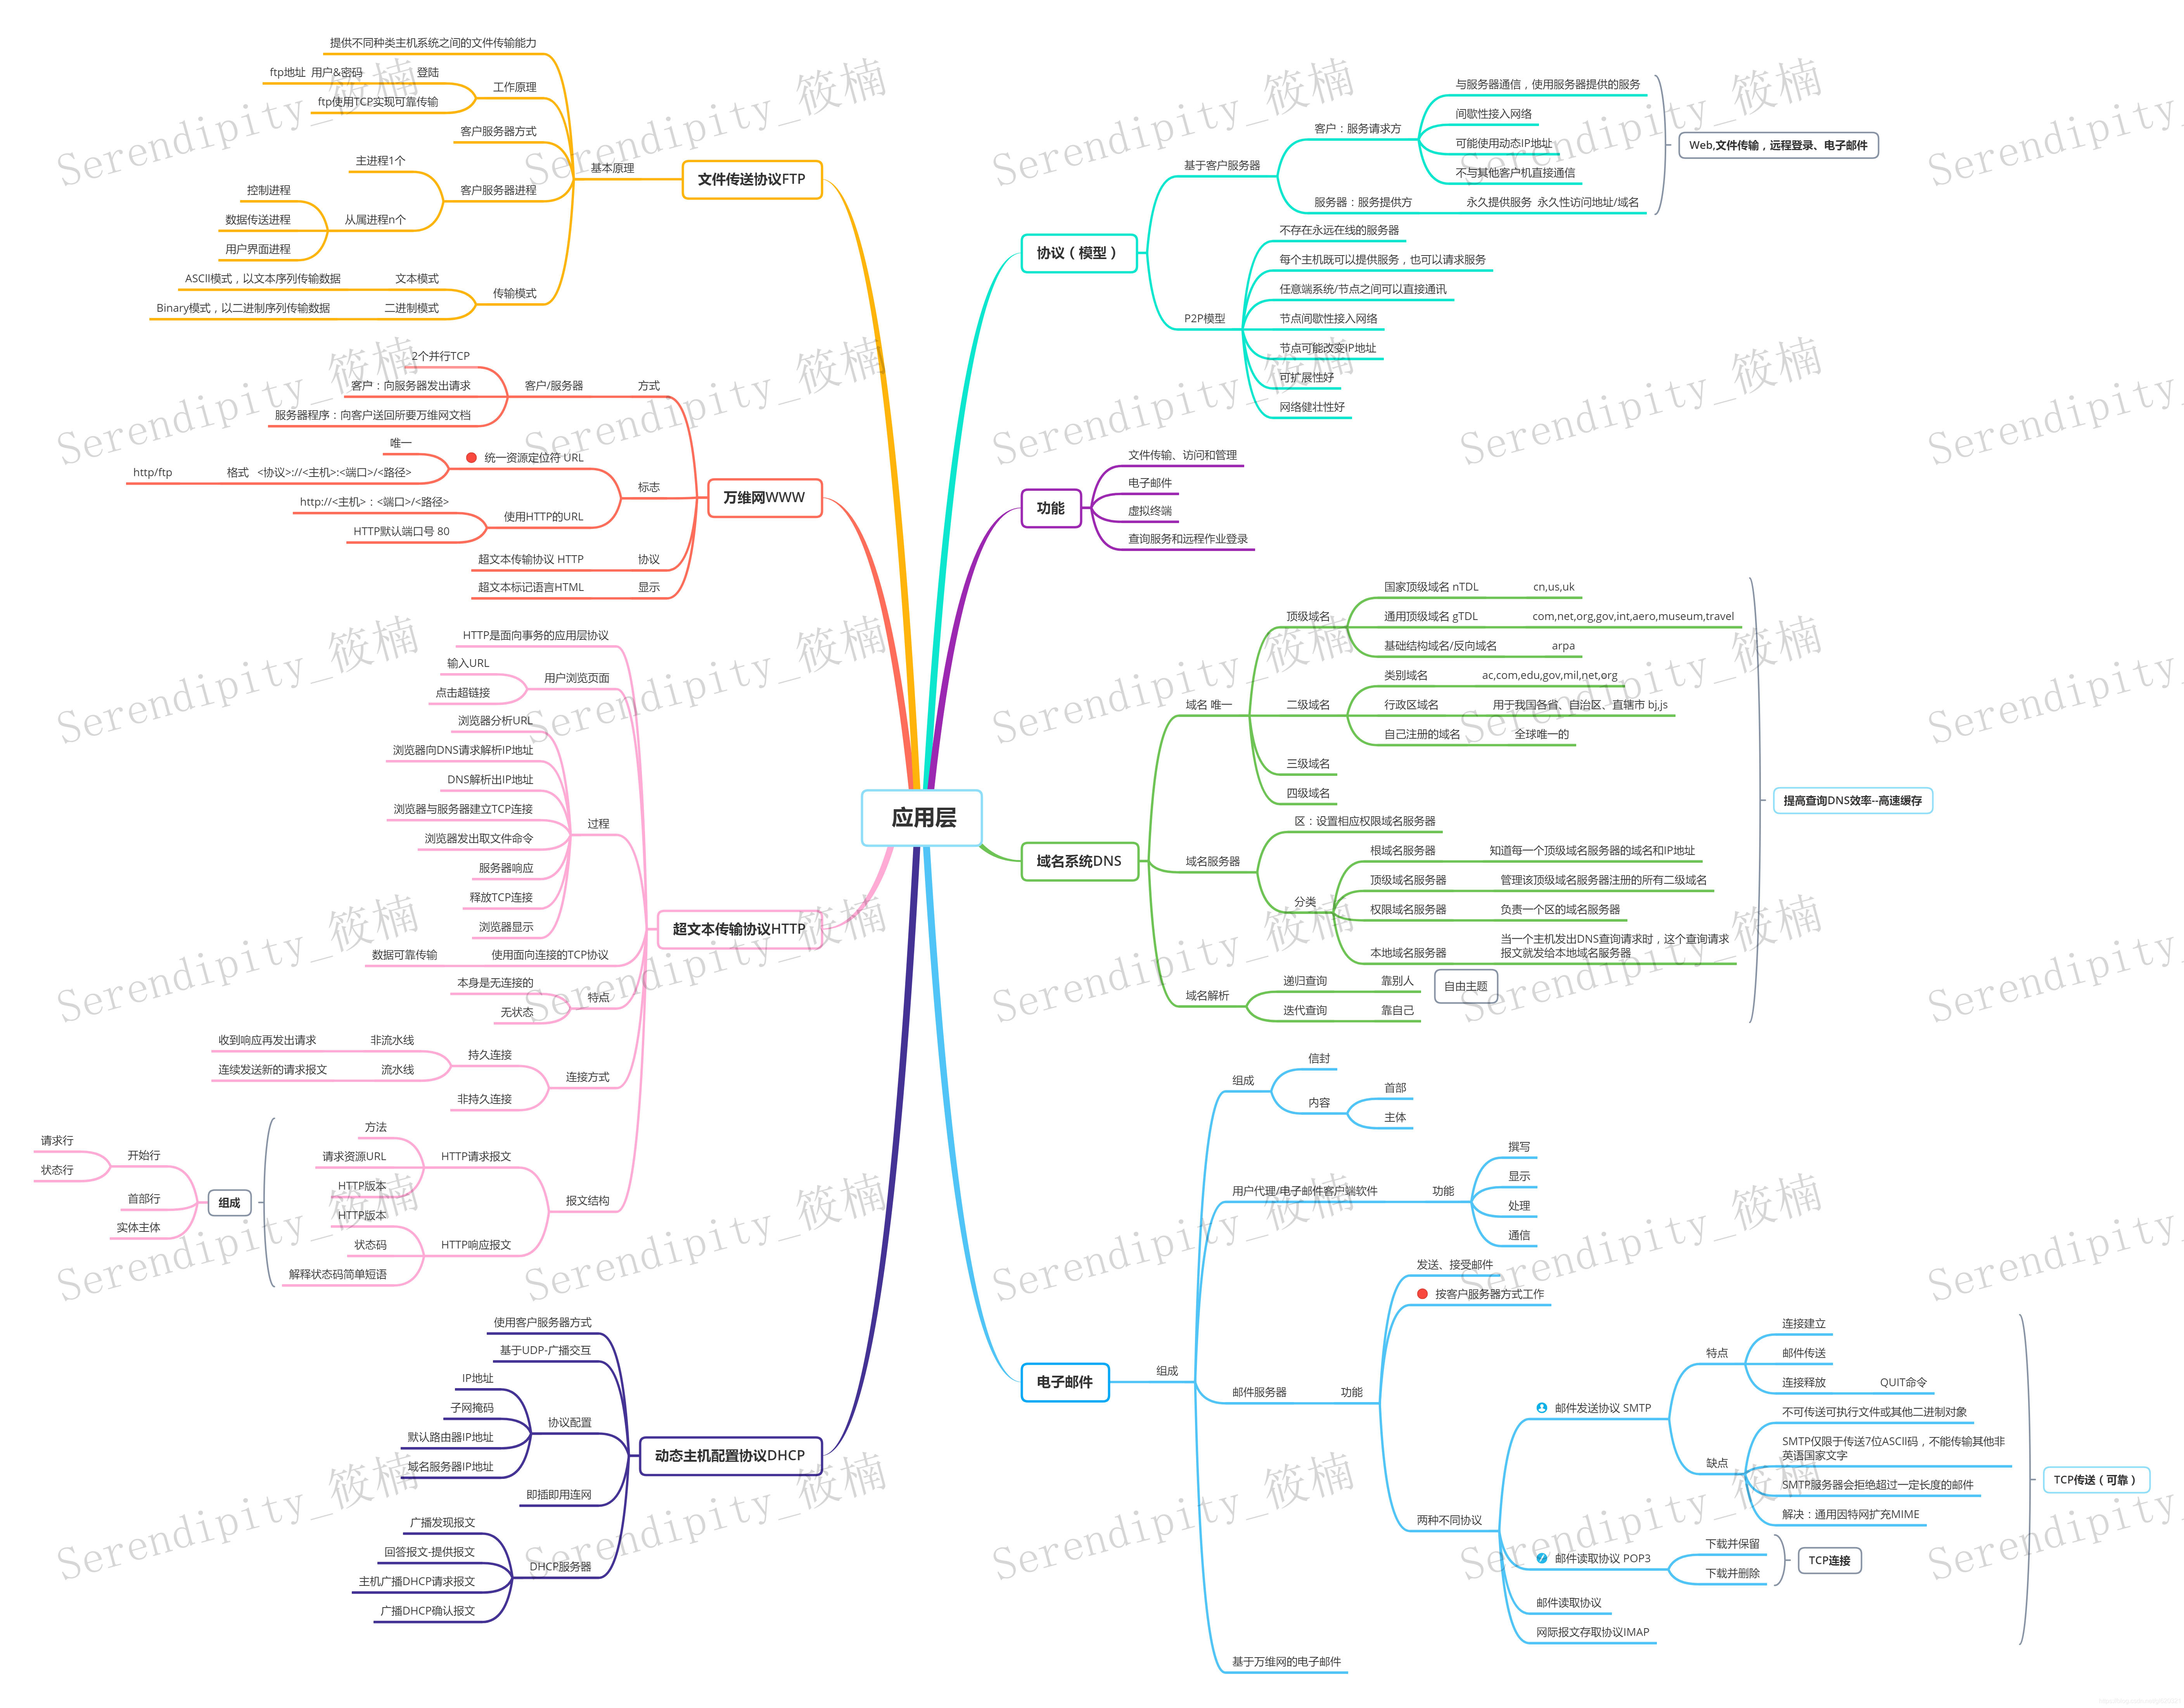 应用层
文件传送协议FTP
基本原理
提供不同种类主机系统之间的文件传输能力
工作原理
登陆
ftp地址 用户&密码
ftp使用TCP实现可靠传输
客户服务器方式
客户服务器进程
主进程1个
从属进程n个
控制进程
数据传送进程
用户界面进程
传输模式
文本模式
ASCII模式，以文本序列传输数据
二进制模式
Binary模式，以二进制序列传输数据
万维网WWW
方式
客户/服务器
2个并行TCP
客户：向服务器发出请求
服务器程序：向客户送回所要万维网文档
标志
统一资源定位符 URL
唯一
格式 <协议>://<主机>:<端口>/<路径>
http/ftp
使用HTTP的URL
http://<主机>：<端口>/<路径>
HTTP默认端口号 80
协议
超文本传输协议 HTTP
显示
超文本标记语言HTML
超文本传输协议HTTP
HTTP是面向事务的应用层协议
用户浏览页面
输入URL
点击超链接
过程
浏览器分析URL
浏览器向DNS请求解析IP地址
DNS解析出IP地址
浏览器与服务器建立TCP连接
浏览器发出取文件命令
服务器响应
释放TCP连接
浏览器显示
使用面向连接的TCP协议
数据可靠传输
特点
本身是无连接的
无状态
连接方式
持久连接
非流水线
收到响应再发出请求
流水线
连续发送新的请求报文
非持久连接
报文结构
HTTP请求报文
方法
请求资源URL
HTTP版本
HTTP响应报文
HTTP版本
状态码
解释状态码简单短语
组成
开始行
请求行
状态行
首部行
实体主体
动态主机配置协议DHCP
使用客户服务器方式
基于UDP-广播交互
协议配置
IP地址
子网掩码
默认路由器IP地址
域名服务器IP地址
即插即用连网
DHCP服务器
广播发现报文
回答报文-提供报文
主机广播DHCP请求报文
广播DHCP确认报文
协议（模型）
基于客户服务器
客户：服务请求方
与服务器通信，使用服务器提供的服务
间歇性接入网络
可能使用动态IP地址
不与其他客户机直接通信
服务器：服务提供方
永久提供服务 永久性访问地址/域名
Web,文件传输，远程登录、电子邮件
P2P模型
不存在永远在线的服务器
每个主机既可以提供服务，也可以请求服务
任意端系统/节点之间可以直接通讯
节点间歇性接入网络
节点可能改变IP地址
可扩展性好
网络健壮性好
功能
文件传输、访问和管理
电子邮件
虚拟终端
查询服务和远程作业登录
域名系统DNS
域名 唯一
顶级域名
国家顶级域名 nTDL
cn,us,uk
通用顶级域名 gTDL
com,net,org,gov,int,aero,museum,travel
基础结构域名/反向域名
arpa
二级域名
类别域名
ac,com,edu,gov,mil,net,org
行政区域名
用于我国各省、自治区、直辖市 bj,js
自己注册的域名
全球唯一的
三级域名
四级域名
域名服务器
区：设置相应权限域名服务器
分类
根域名服务器
知道每一个顶级域名服务器的域名和IP地址
顶级域名服务器
管理该顶级域名服务器注册的所有二级域名
权限域名服务器
负责一个区的域名服务器
本地域名服务器
当一个主机发出DNS查询请求时，这个查询请求
报文就发给本地域名服务器
域名解析
递归查询
靠别人
迭代查询
靠自己
自由主题
提高查询DNS效率--高速缓存
电子邮件
组成
组成
信封
内容
首部
主体
用户代理/电子邮件客户端软件
功能
撰写
显示
处理
通信
邮件服务器
功能
发送、接受邮件
按客户服务器方式工作
两种不同协议
邮件发送协议 SMTP
特点
连接建立
邮件传送
连接释放
QUIT命令
缺点
不可传送可执行文件或其他二进制对象
SMTP仅限于传送7位ASCII码，不能传输其他非
英语国家文字
SMTP服务器会拒绝超过一定长度的邮件
解决：通用因特网扩充MIME
邮件读取协议 POP3
下载并保留
下载并删除
TCP连接
邮件读取协议
网际报文存取协议IMAP
TCP传送（可靠）
基于万维网的电子邮件
Serendipity_筱楠